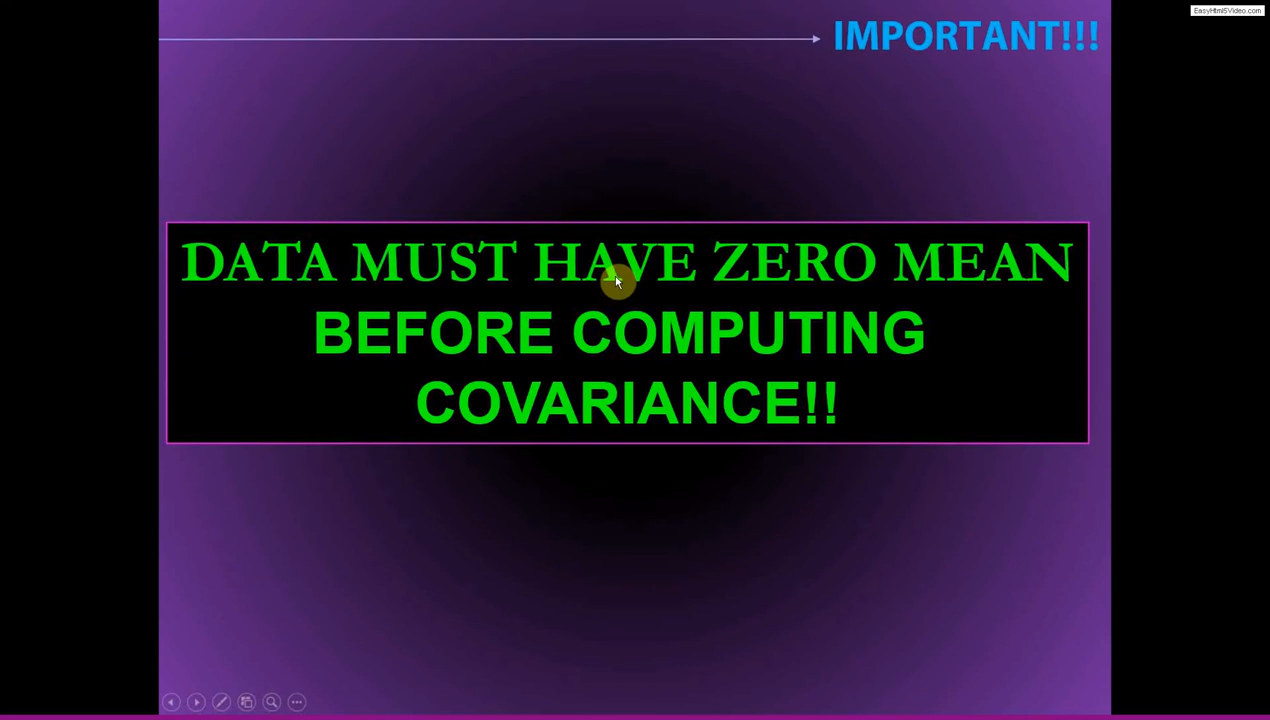 EasyHtml5Video.com
IMPORTANT!!!
DATA MUST HAVE ZERO MEAN
BEFORE COMPUTING
COVARIANCE!!